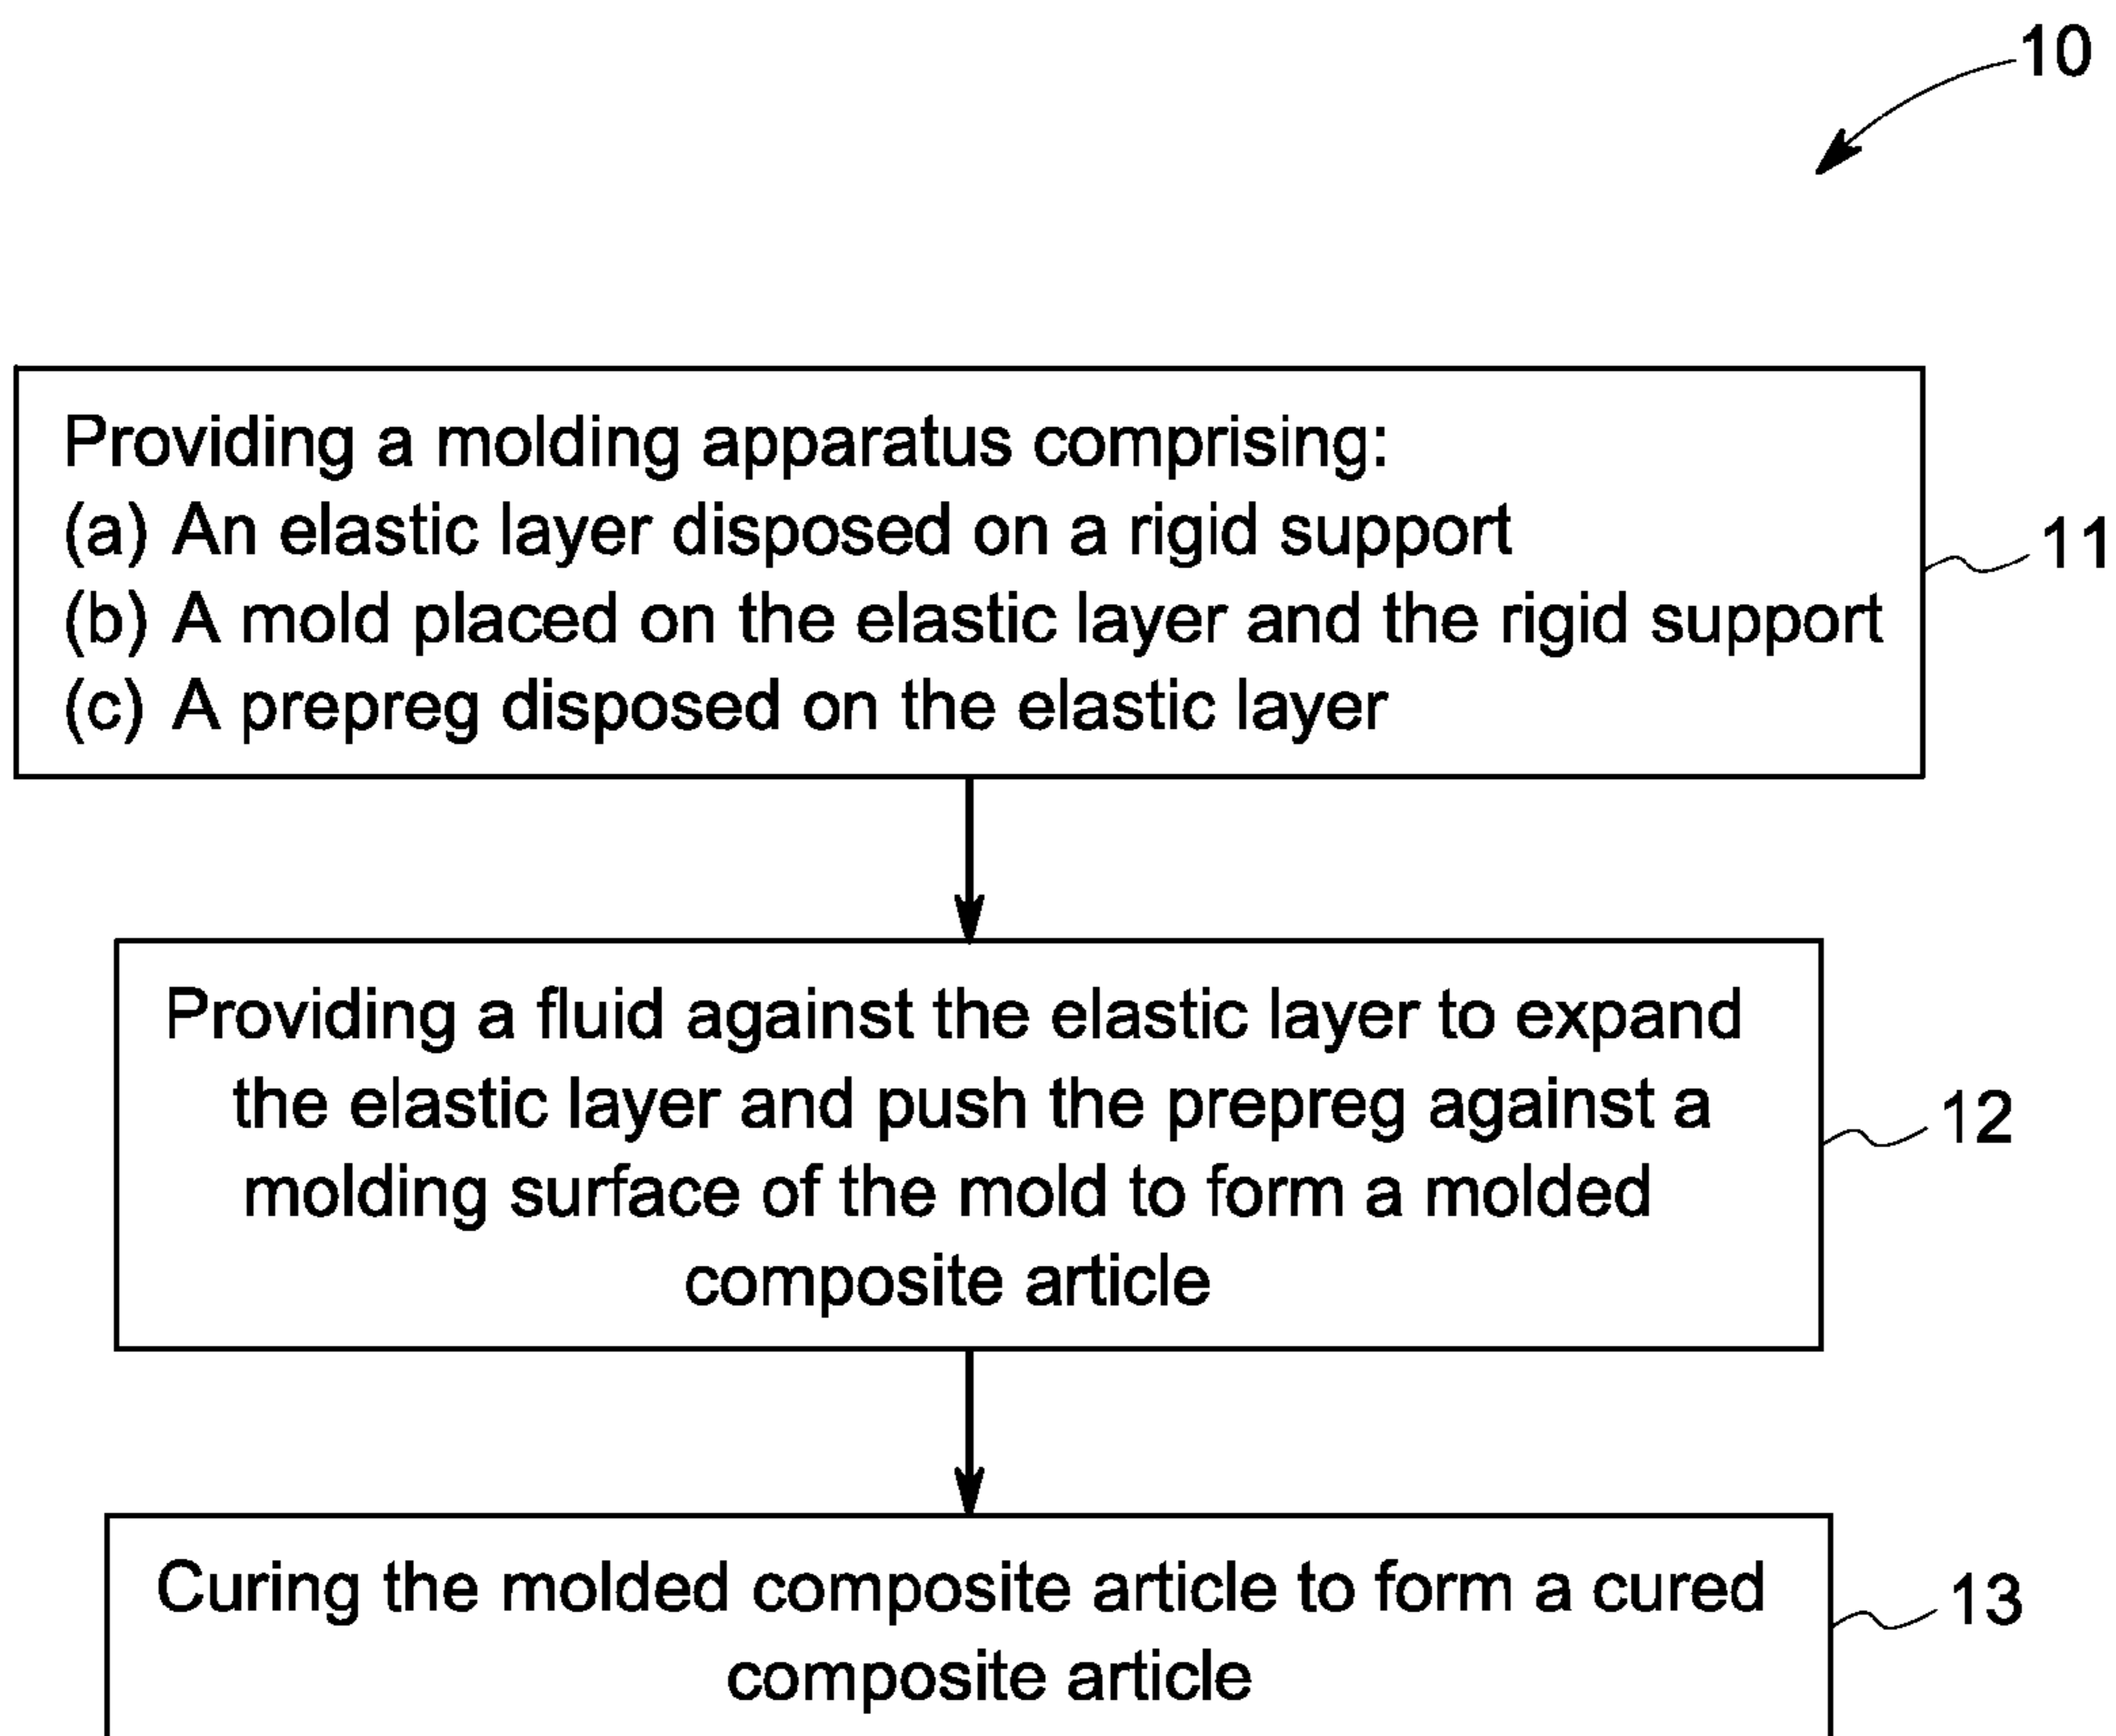 10
Providing a molding apparatus comprising:
(a) An elastic layer disposed on a rigid support
(b) A mold placed on the elastic layer and the rigid support
(c) A prepreg disposed on the elastic layer
11
Providing a fluid against the elastic layer to expand
the elastic layer and push the prepreg against a
molding surface of the mold to form a molded
composite article
12
Curing the molded composite article to form a cured
composite article
13